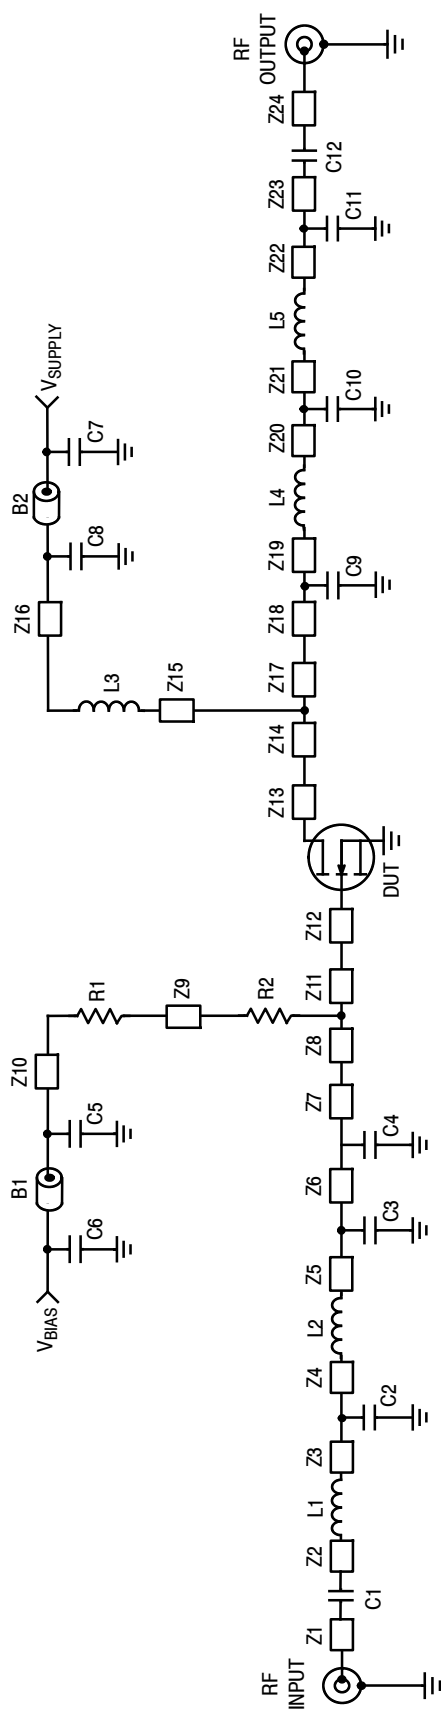 RF
INPUT
Z1
C1
Z2
L1
Z3
C2
Z4
L2
Z5
C3
Z6
C4
Z7
Z8
VBIAS
C6
B1
C5
Z10
R1
Z9
R2
Z11
Z12
DUT
Z13
Z14
Z15
L3
Z16
C8
B2
C7
VSUPPLY
Z17
Z18
C9
Z19
L4
Z20
C10
Z21
L5
Z22
C11
Z23
C12
Z24
RF
OUTPUT